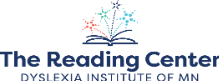 The Reading Center
DYSLEXIA INSTITUTE OF MN